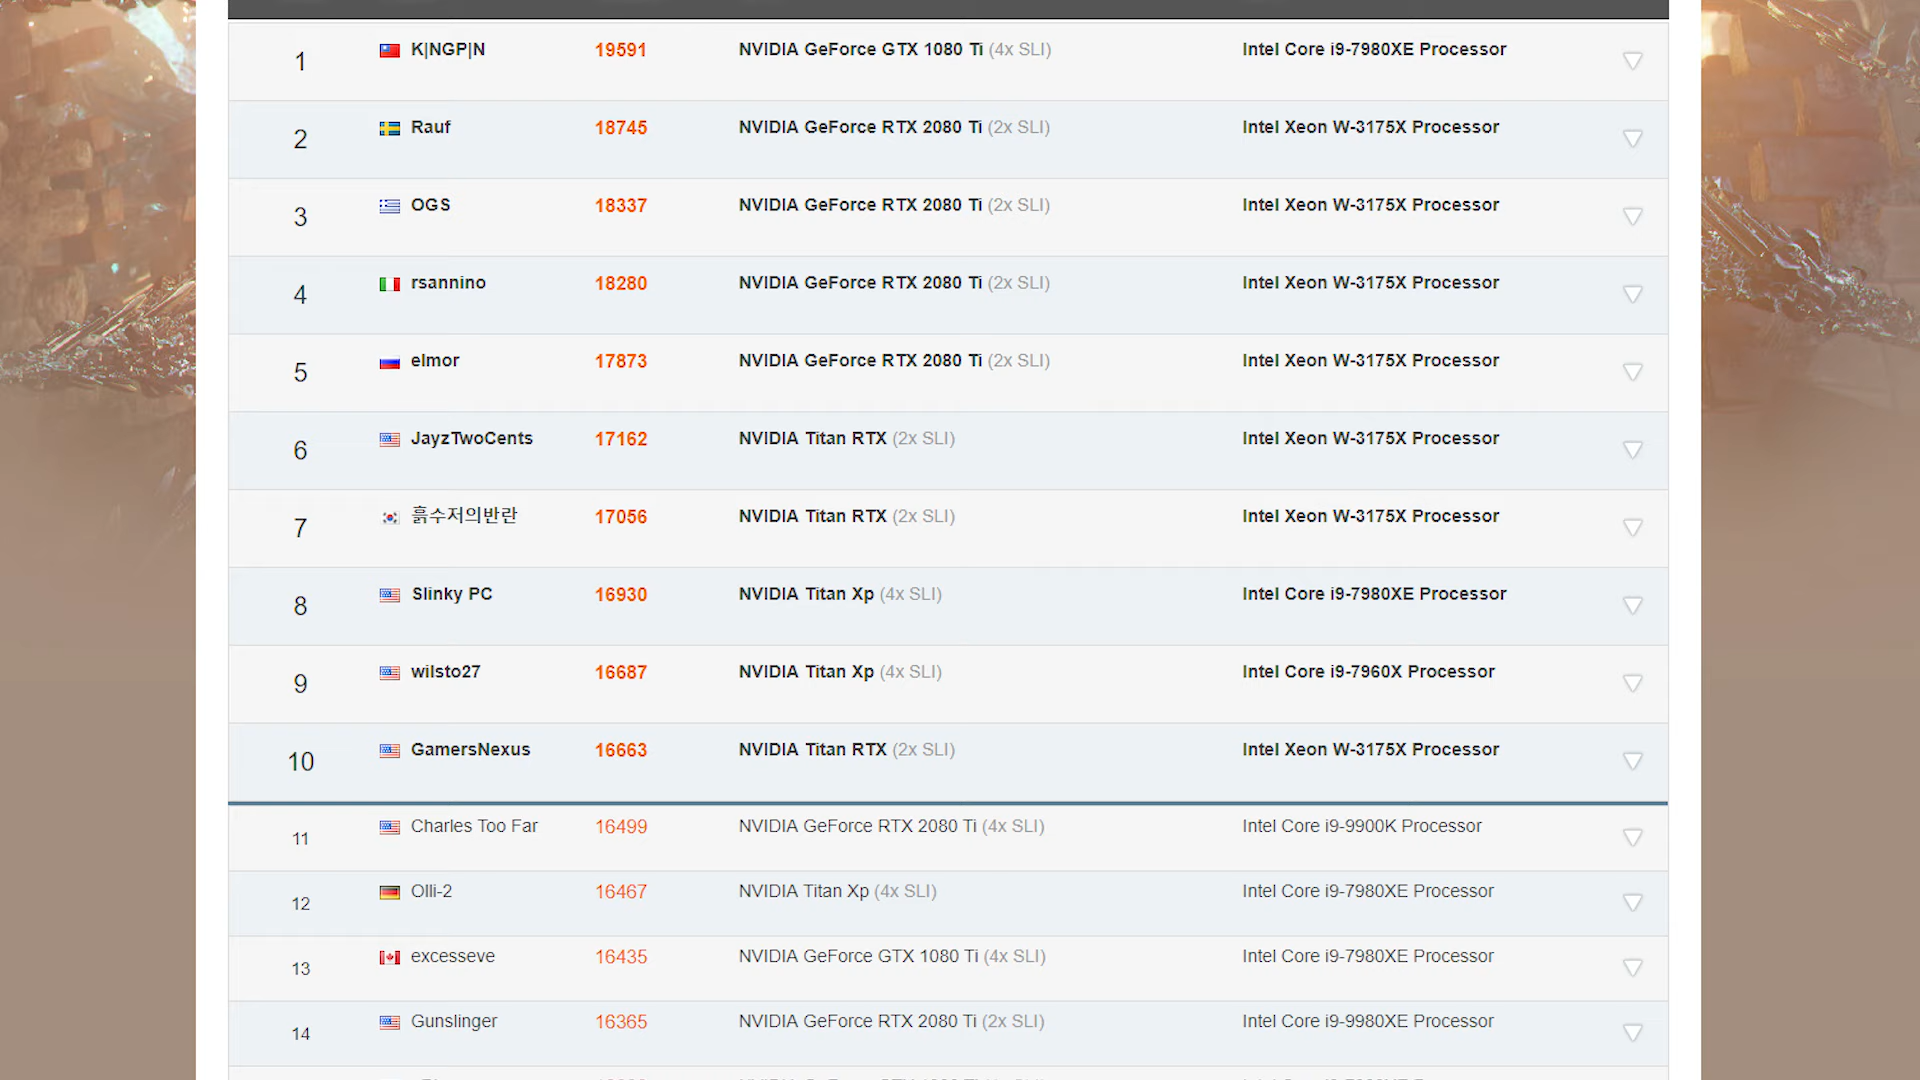 1 K|NGP|N 19591 NVIDIA GeForce GTX 1080 Ti (4x SLI) Intel Core i9-7980XE Processor
2 Rauf 18745 NVIDIA GeForce RTX 2080 Ti (2x SLI) Intel Xeon W-3175X Processor
3 OGS 18337 NVIDIA GeForce RTX 2080 Ti (2x SLI) Intel Xeon W-3175X Processor
4 rsannino 18280 NVIDIA GeForce RTX 2080 Ti (2x SLI) Intel Xeon W-3175X Processor
5 elmor 17873 NVIDIA GeForce RTX 2080 Ti (2x SLI) Intel Xeon W-3175X Processor
6 JayzTwoCents 17162 NVIDIA Titan RTX (2x SLI) Intel Xeon W-3175X Processor
7 흙수저의반란 17056 NVIDIA Titan RTX (2x SLI) Intel Xeon W-3175X Processor
8 Slinky PC 16930 NVIDIA Titan Xp (4x SLI) Intel Core i9-7980XE Processor
9 wilsto27 16687 NVIDIA Titan Xp (4x SLI) Intel Core i9-7960X Processor
10 GamersNexus 16663 NVIDIA Titan RTX (2x SLI) Intel Xeon W-3175X Processor
11 Charles Too Far 16499 NVIDIA GeForce RTX 2080 Ti (4x SLI) Intel Core i9-9900K Processor
12 Olli-2 16467 NVIDIA Titan Xp (4x SLI) Intel Core i9-7980XE Processor
13 excesseve 16435 NVIDIA GeForce GTX 1080 Ti (4x SLI) Intel Core i9-7980XE Processor
14 Gunslinger 16365 NVIDIA GeForce RTX 2080 Ti (2x SLI) Intel Core i9-9980XE Processor